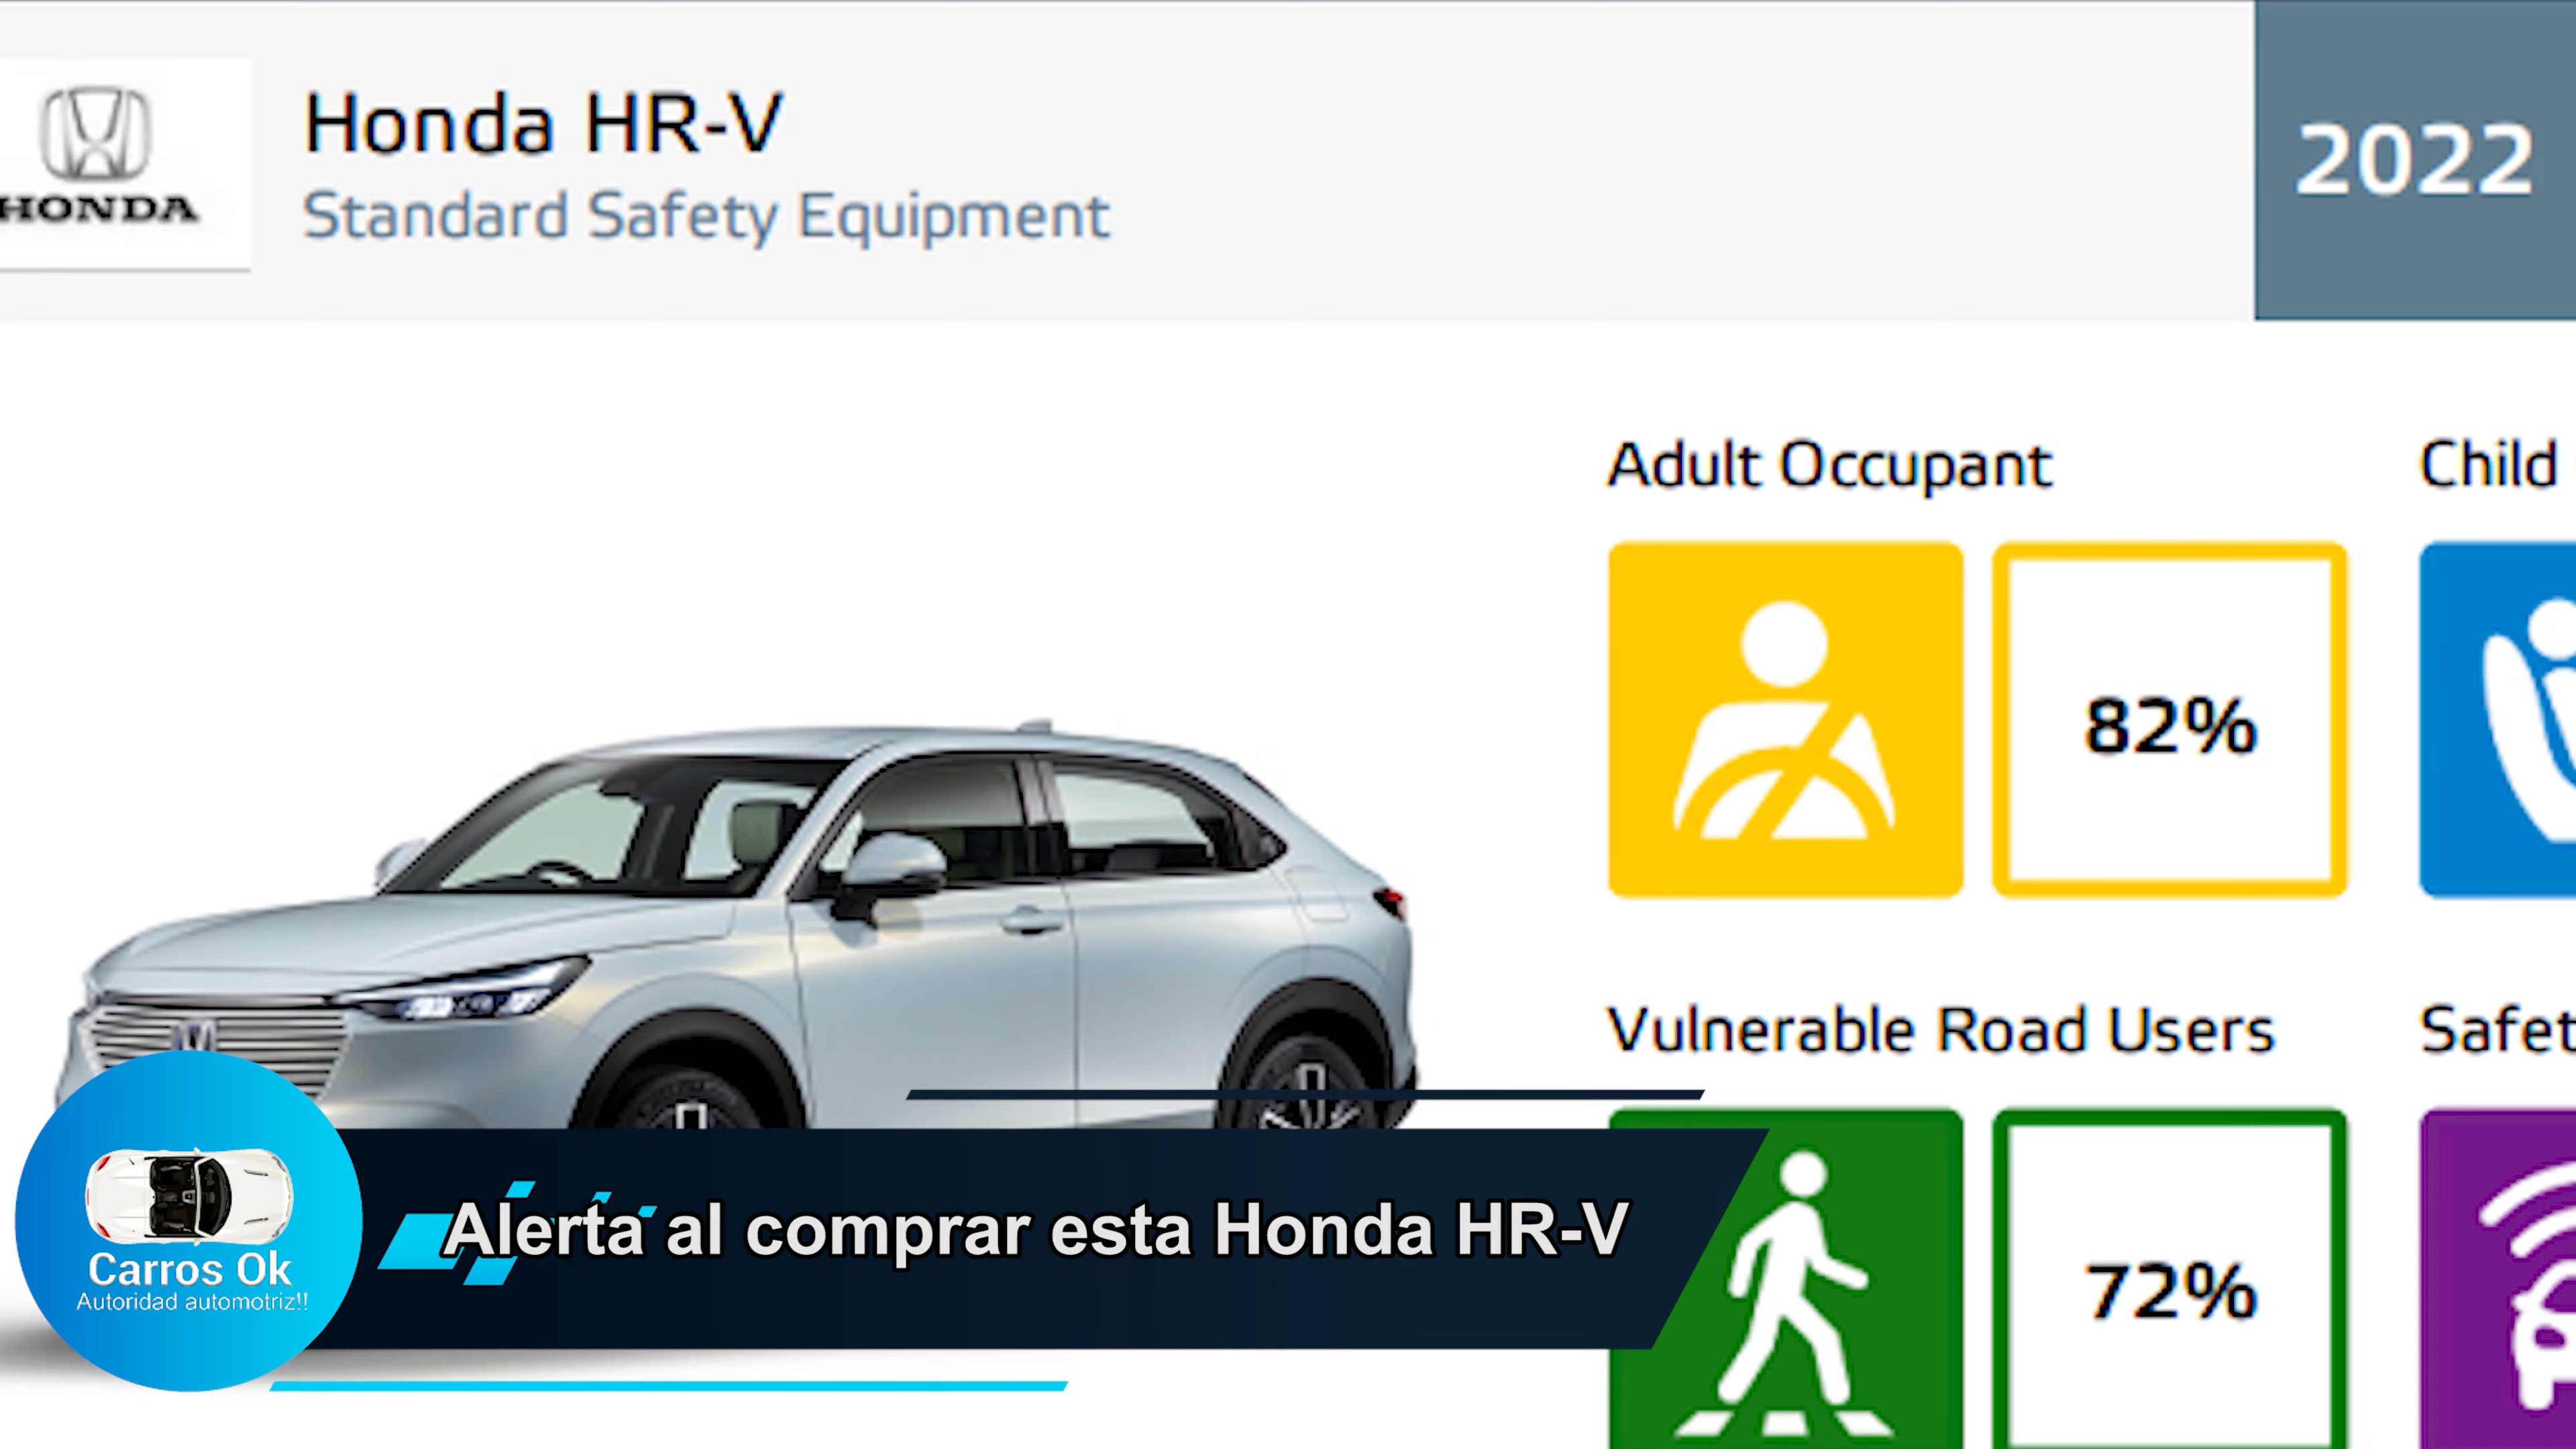 HONDA
Honda HR-V
Standard Safety Equipment
2022
Adult Occupant
Child
82%
Vulnerable Road Users
72%
Alerta al comprar esta Honda HR-V
Carros Ok
Autoridad automotriz!!